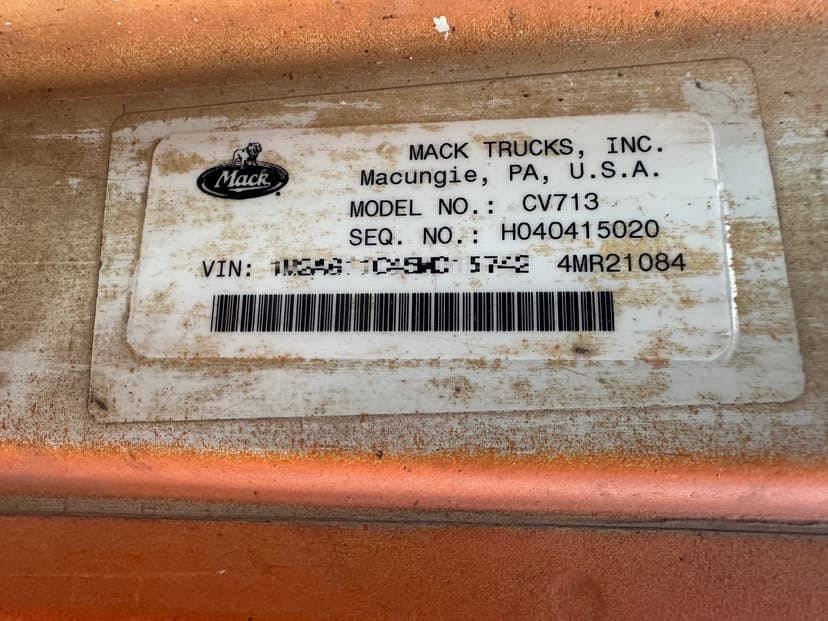 Mack
MACK TRUCKS, INC.
Macungie, PA, U.S.A.
MODEL NO.: CV713
SEQ. NO.: H040415020
VIN: 4MR21084